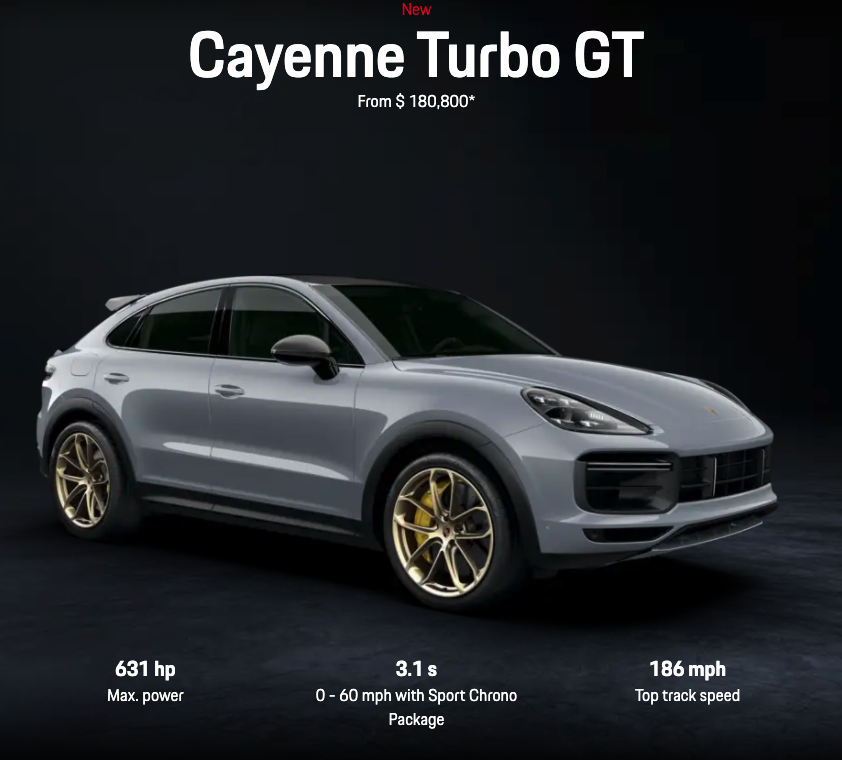 New
Cayenne Turbo GT
From $ 180,800*
631 hp
Max. power
3.1 s
0 - 60 mph with Sport Chrono
Package
186 mph
Top track speed